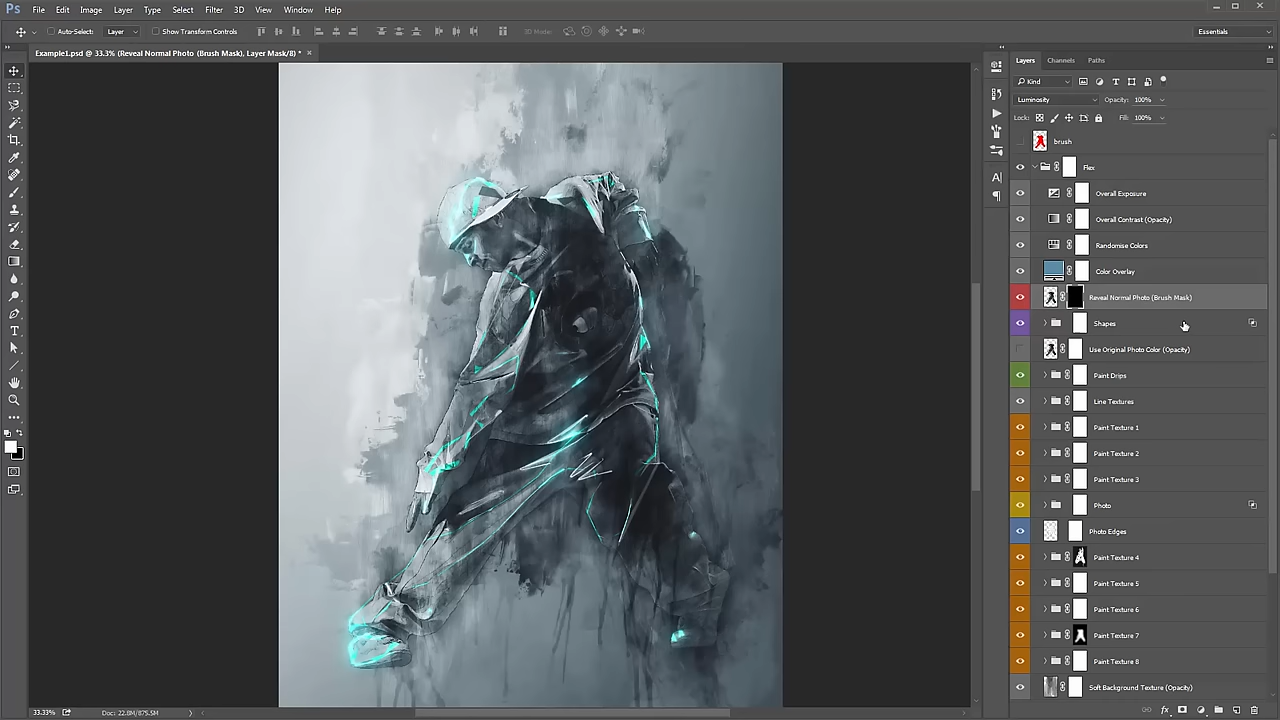 Ps File Edit Image Layer Type Select Filter 3D View Window Help
Auto-Select: Layer Show Transform Controls 3D Mode: Essentials
Example1.psd @ 33.3% (Reveal Normal Photo (Brush Mask), Layer Mask/8) * ×
Layers Channels Paths
Kind
Luminosity Opacity: 100%
Lock: Fill: 100%
brush
Flex
Overall Exposure
Overall Contrast (Opacity)
Randomise Colors
Color Overlay
Reveal Normal Photo (Brush Mask)
Shapes
Use Original Photo Color (Opacity)
Paint Drips
Line Textures
Paint Texture 1
Paint Texture 2
Paint Texture 3
Photo
Photo Edges
Paint Texture 4
Paint Texture 5
Paint Texture 6
Paint Texture 7
Paint Texture 8
Soft Background Texture (Opacity)
33.33% Doc: 22.8M/875.5M